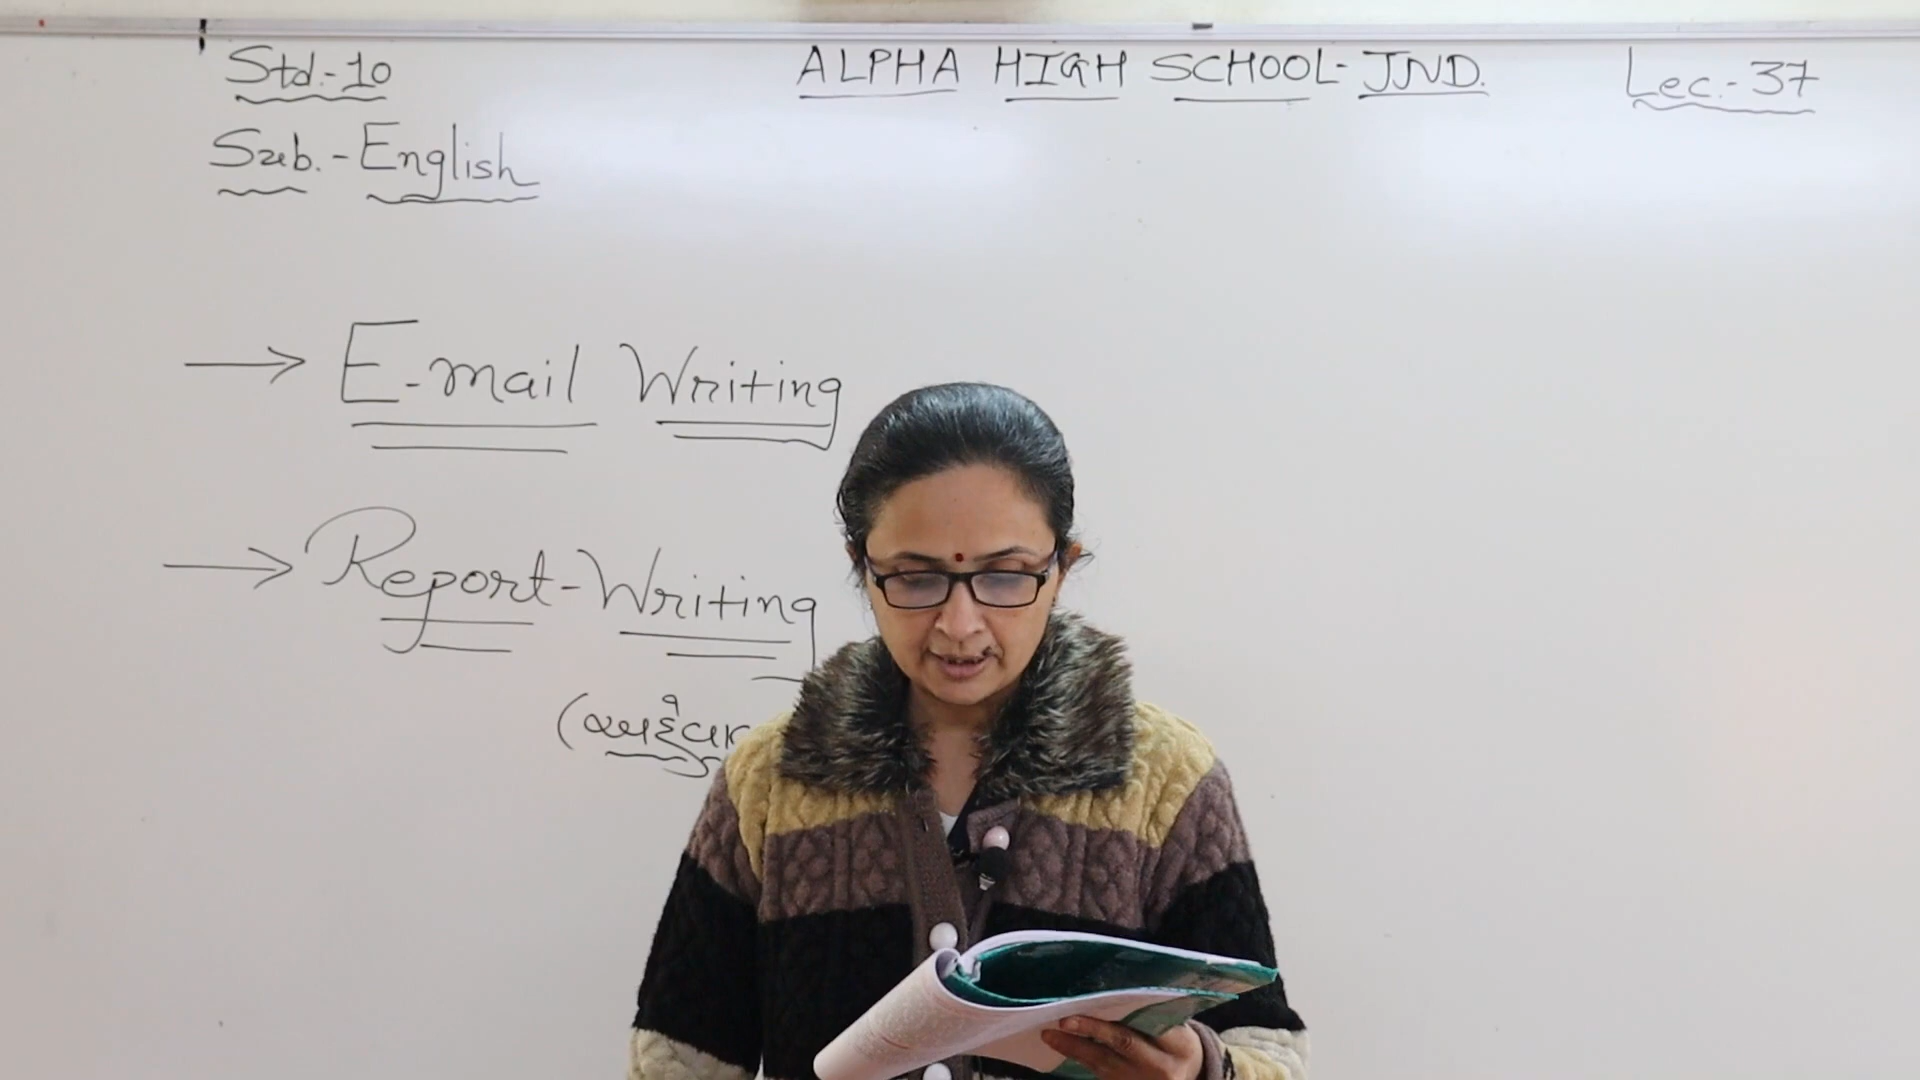 Std.-10
ALPHA HIGH SCHOOL-JND.
Lec.-37
Sub.-English
→ E-mail Writing
→ Report-Writing